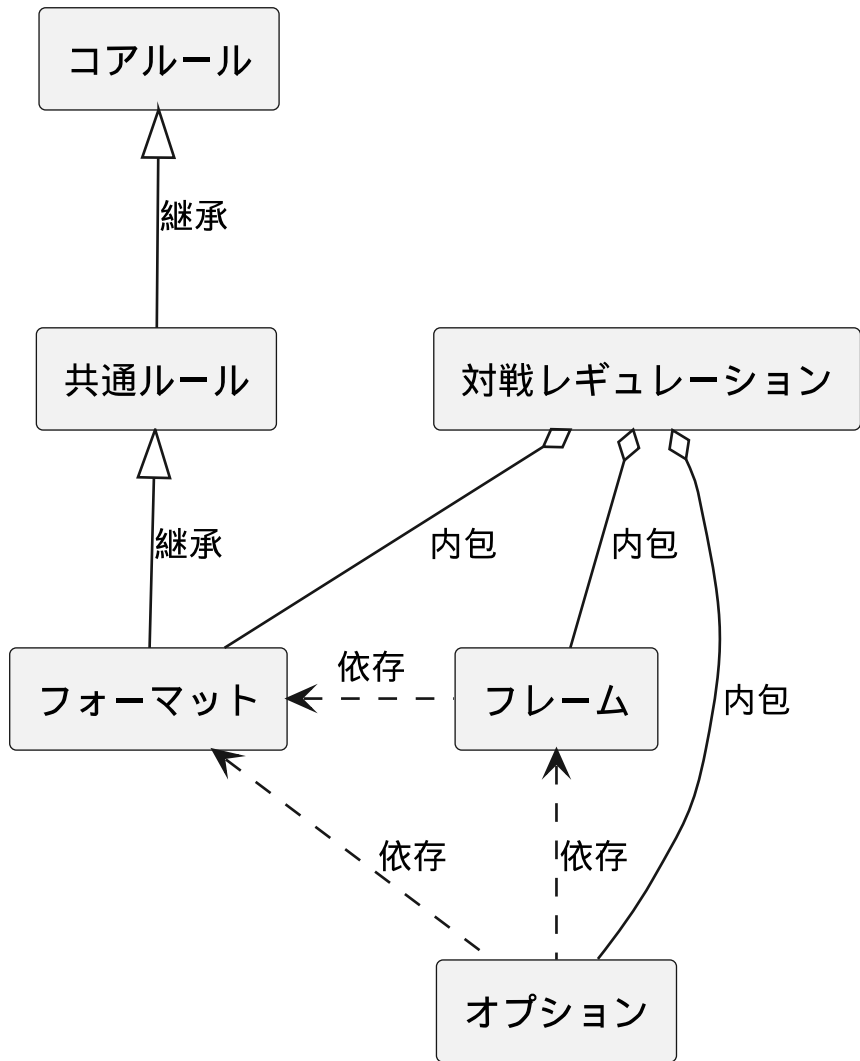 コアルール
継承
共通ルール
対戦レギュレーション
継承
内包
内包
フォーマット
依存
フレーム
内包
依存
依存
オプション